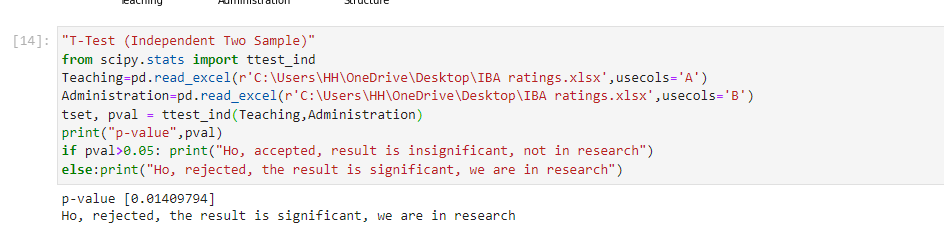 Teaching Administration Structure
[14]: "T-Test (Independent Two Sample)"
from scipy.stats import ttest_ind
Teaching=pd.read_excel(r'C:\Users\HH\OneDrive\Desktop\IBA ratings.xlsx',usecols='A')
Administration=pd.read_excel(r'C:\Users\HH\OneDrive\Desktop\IBA ratings.xlsx',usecols='B')
tset, pval = ttest_ind(Teaching,Administration)
print("p-value",pval)
if pval>0.05: print("Ho, accepted, result is insignificant, not in research")
else:print("Ho, rejected, the result is significant, we are in research")
p-value [0.01409794]
Ho, rejected, the result is significant, we are in research